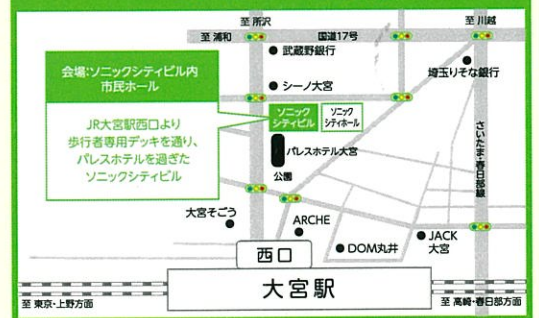 至 所沢
至 川越
至 浦和
国道17号
武蔵野銀行
埼玉りそな銀行
会場:ソニックシティビル内
市民ホール
シーノ大宮
JR大宮駅西口より
歩行者専用デッキを通り、
パレスホテルを過ぎた
ソニックシティビル
ソニック
シティビル
ソニック
シティホール
パレスホテル大宮
公園
さいたま・春日部線
大宮そごう
ARCHE
DOM丸井
JACK
大宮
西口
大宮駅
至 東京・上野方面
至 高崎・春日部方面